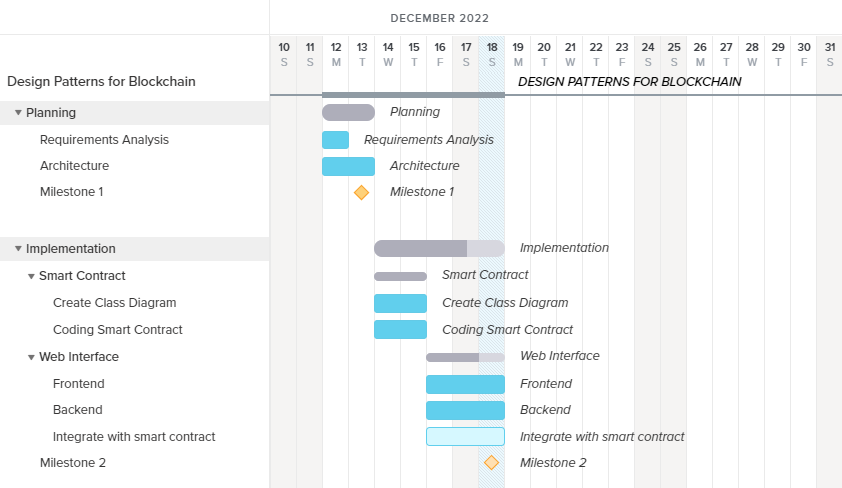 DECEMBER 2022
10 11 12 13 14 15 16 17 18 19 20 21 22 23 24 25 26 27 28 29 30 31
S S M T W T F S S M T W T F S S M T W T F S
Design Patterns for Blockchain DESIGN PATTERNS FOR BLOCKCHAIN
Planning Planning
Requirements Analysis Requirements Analysis
Architecture Architecture
Milestone 1 Milestone 1
Implementation Implementation
Smart Contract Smart Contract
Create Class Diagram Create Class Diagram
Coding Smart Contract Coding Smart Contract
Web Interface Web Interface
Frontend Frontend
Backend Backend
Integrate with smart contract Integrate with smart contract
Milestone 2 Milestone 2